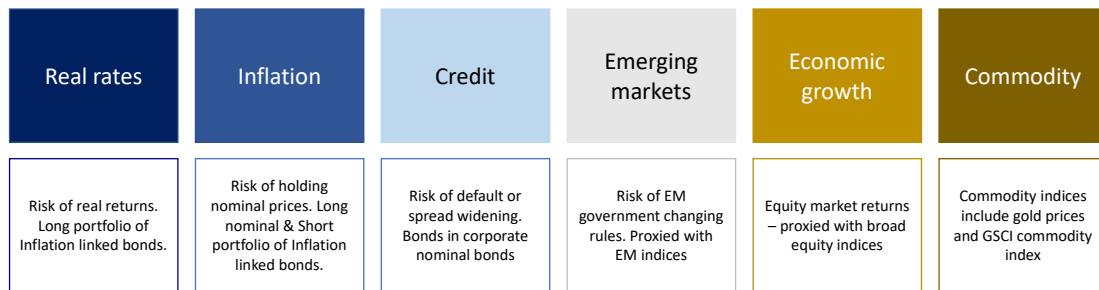 Real rates
Inflation
Credit
Emerging
markets
Economic
growth
Commodity
Risk of real returns.
Long portfolio of
Inflation linked bonds.
Risk of holding
nominal prices. Long
nominal & Short
portfolio of Inflation
linked bonds.
Risk of default or
spread widening.
Bonds in corporate
nominal bonds
Risk of EM
government changing
rules. Proxied with
EM indices
Equity market returns
– proxied with broad
equity indices
Commodity indices
include gold prices
and GSCI commodity
index